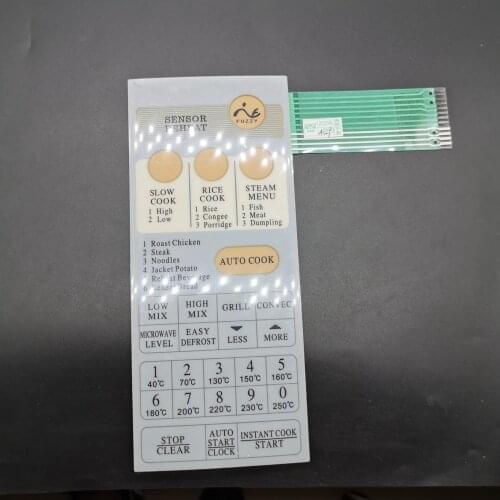 SENSOR
REHEAT
FUZZY
SLOW
COOK
1 High
2 Low
RICE
COOK
1 Rice
2 Congee
3 Porridge
STEAM
MENU
1 Fish
2 Meat
3 Dumpling
1 Roast Chicken
2 Steak
3 Noodles
4 Jacket Potato
Beverage
6 Bread
AUTO COOK
LOW
MIX
HIGH
MIX
GRILL
CONVEC
MICROWAVE
LEVEL
EASY
DEFROST
LESS
MORE
1
40℃
2
70℃
3
130℃
4
150℃
5
160℃
6
180℃
7
200℃
8
220℃
9
230℃
0
250℃
STOP
CLEAR
AUTO
START
CLOCK
INSTANT COOK
START